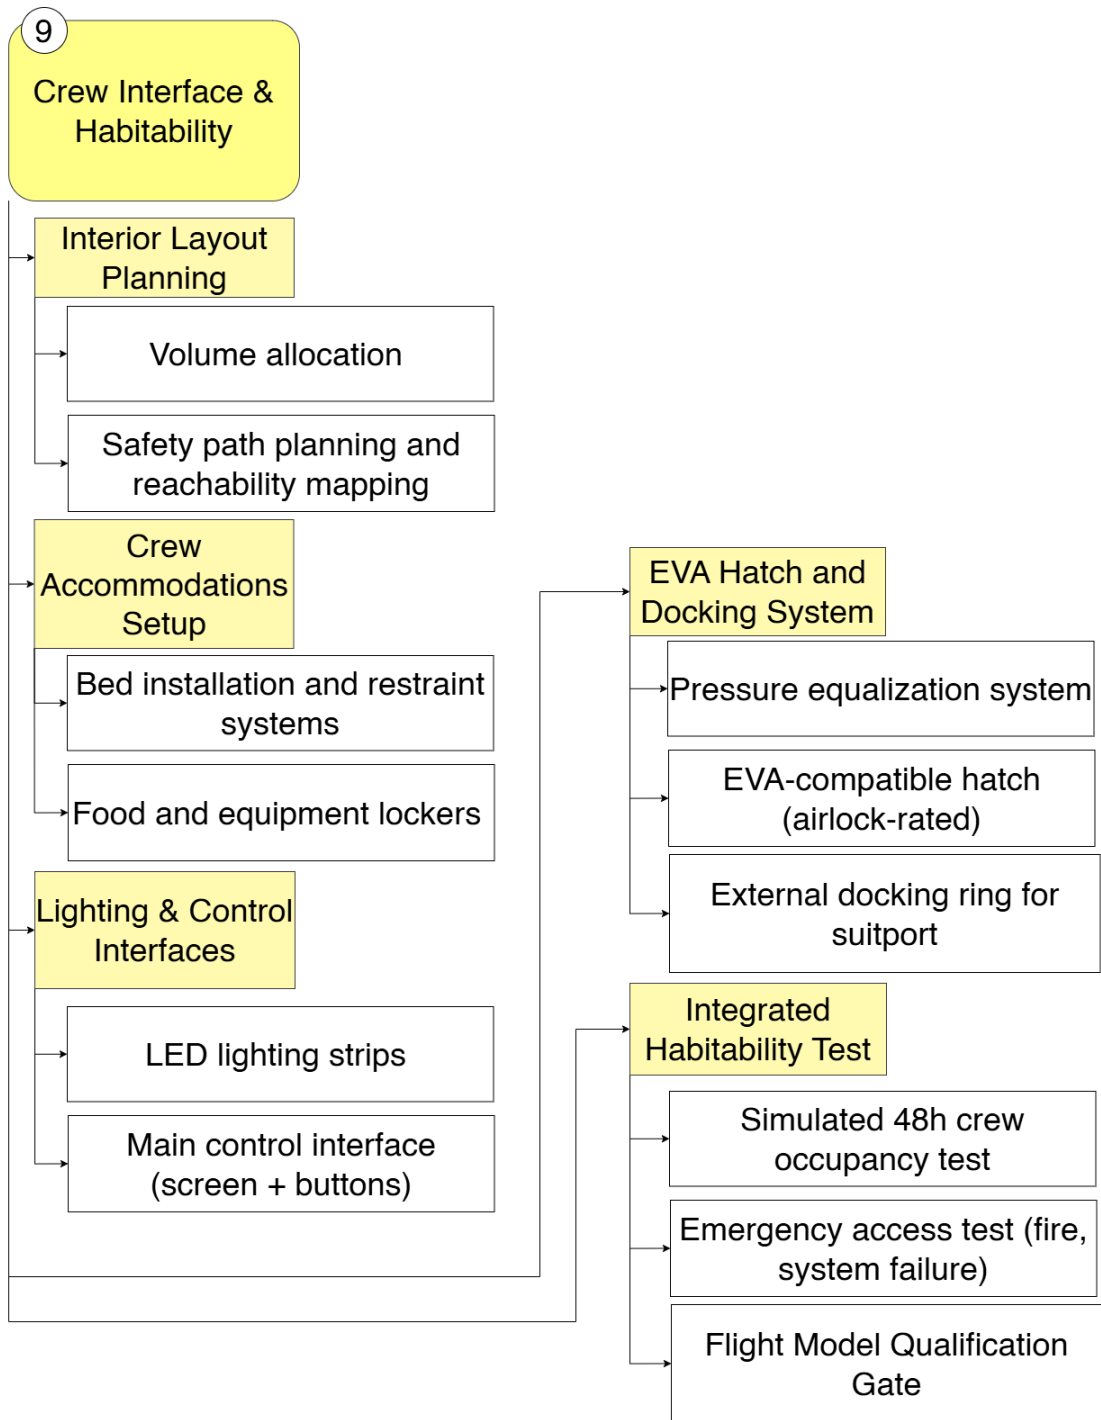 9
Crew Interface &
Habitability
Interior Layout
Planning
Volume allocation
Safety path planning and
reachability mapping
Crew
Accommodations
Setup
Bed installation and restraint
systems
Food and equipment lockers
Lighting & Control
Interfaces
LED lighting strips
Main control interface
(screen + buttons)
EVA Hatch and
Docking System
Pressure equalization system
EVA-compatible hatch
(airlock-rated)
External docking ring for
suitport
Integrated
Habitability Test
Simulated 48h crew
occupancy test
Emergency access test (fire,
system failure)
Flight Model Qualification
Gate